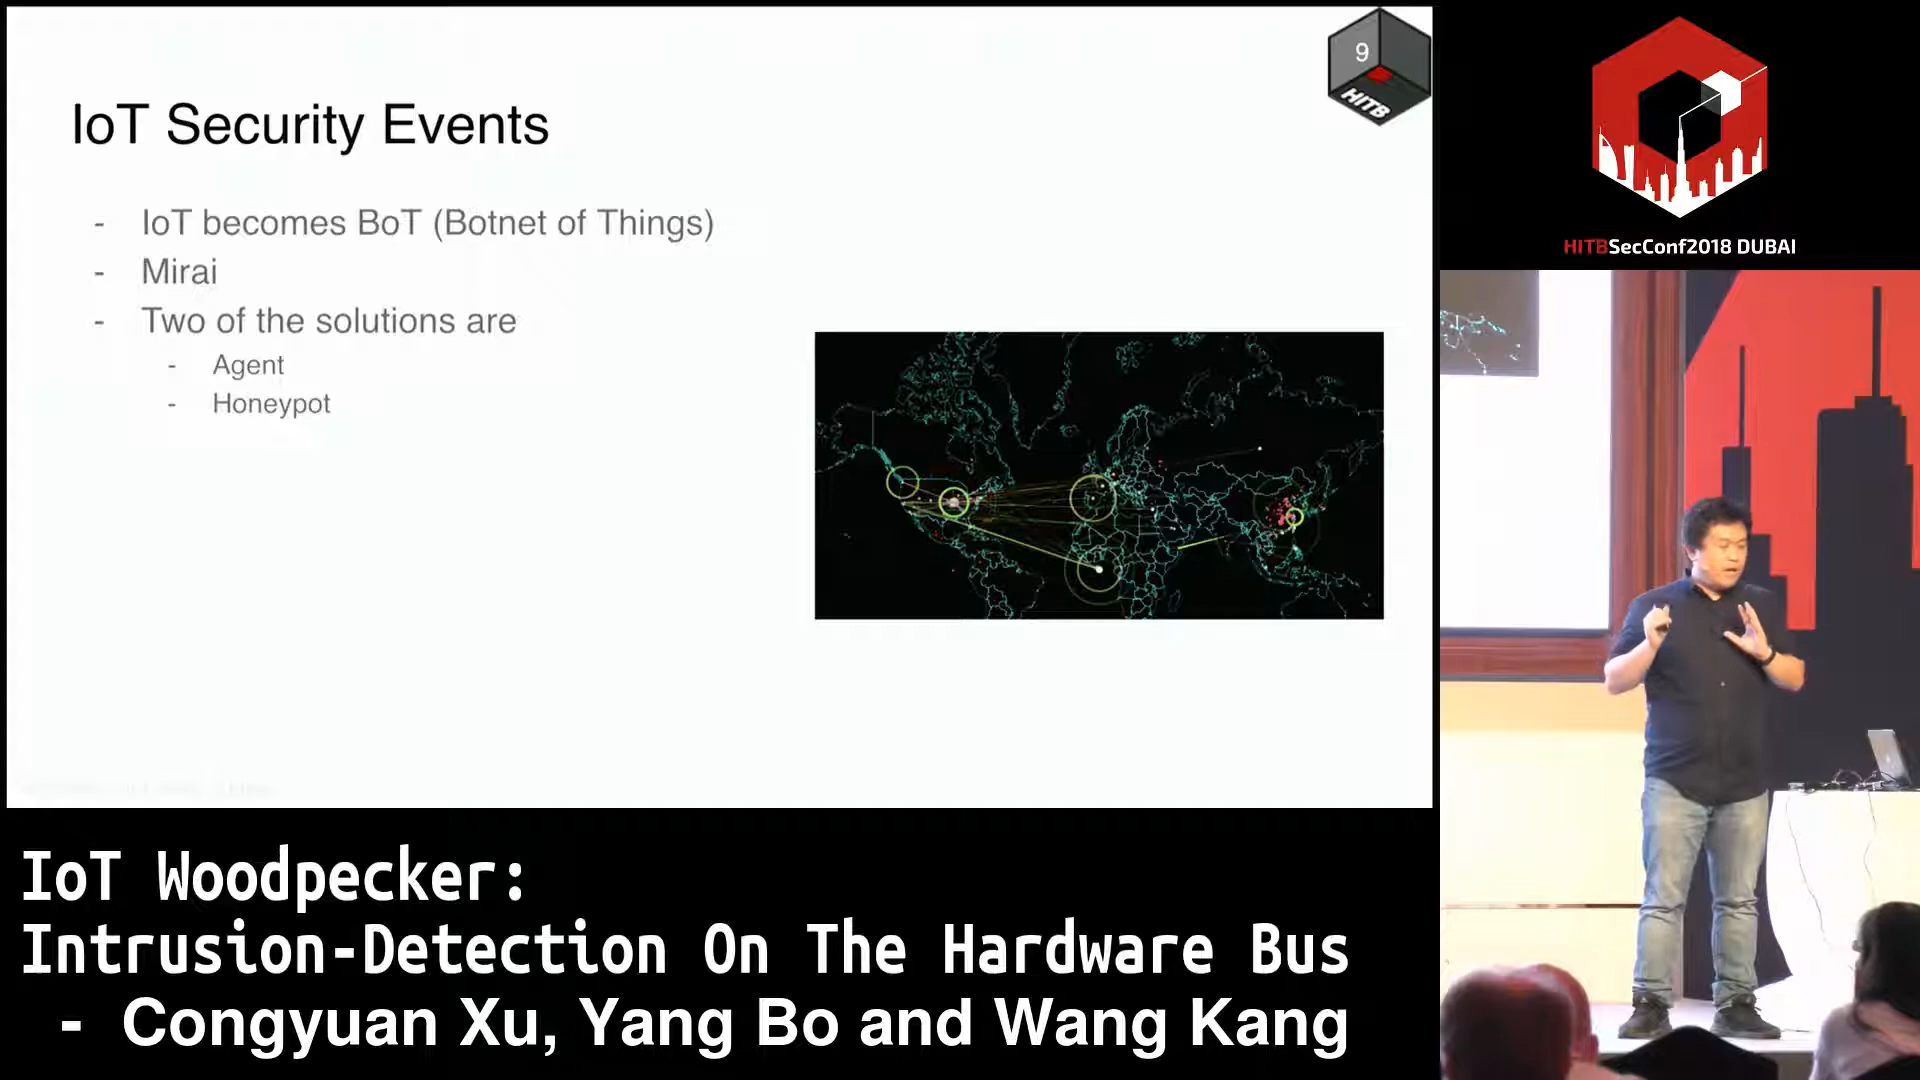 9
HITB
IoT Security Events
- IoT becomes BoT (Botnet of Things)
- Mirai
- Two of the solutions are
- Agent
- Honeypot
HITBSecConf2018 DUBAI
IoT Woodpecker:
Intrusion-Detection On The Hardware Bus
- Congyuan Xu, Yang Bo and Wang Kang